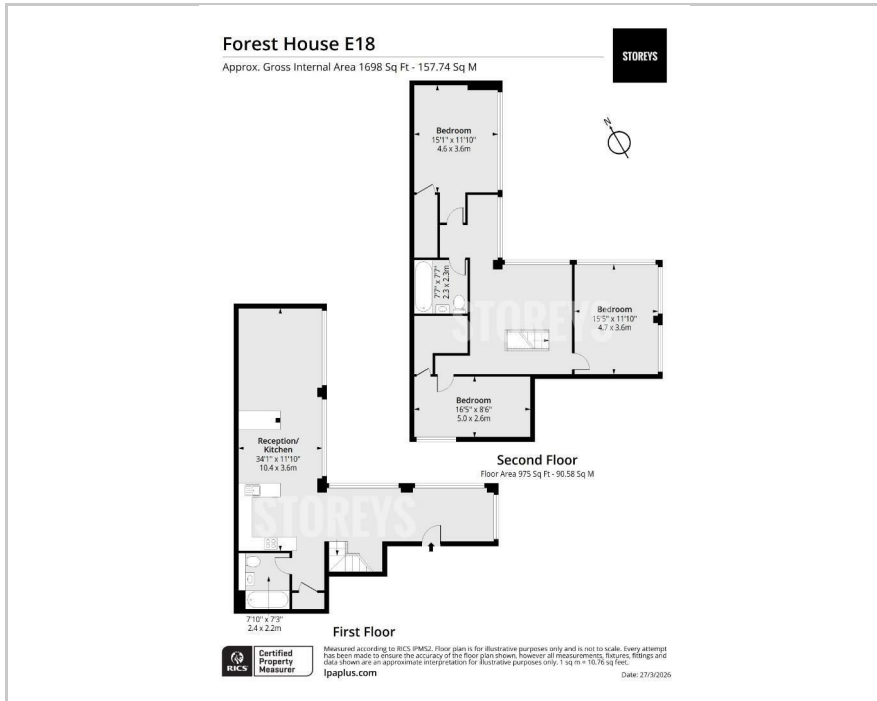 Forest House E18
Approx. Gross Internal Area 1698 Sq Ft - 157.74 Sq M
STOREYS
N
Bedroom
15'1" x 11'10"
4.6 x 3.6m
7'7" x 7'7"
2.3 x 2.3m
STOREYS
Bedroom
15'5" x 11'10"
4.7 x 3.6m
Bedroom
16'5" x 8'6"
5.0 x 2.6m
Second Floor
Floor Area 975 Sq Ft - 90.58 Sq M
Reception/
Kitchen
34'1" x 11'10"
10.4 x 3.6m
STOREYS
7'10" x 7'3"
2.4 x 2.2m
First Floor
RICS
Certified
Property
Measurer
Measured according to RICS IPMS2. Floor plan is for illustrative purposes only and is not to scale. Every attempt
has been made to ensure the accuracy of the floor plan shown, however all measurements, fixtures, fittings and
data shown are an approximate interpretation for illustrative purposes only. 1 sq m = 10.76 sq feet.
lpaplus.com
Date: 27/3/2026